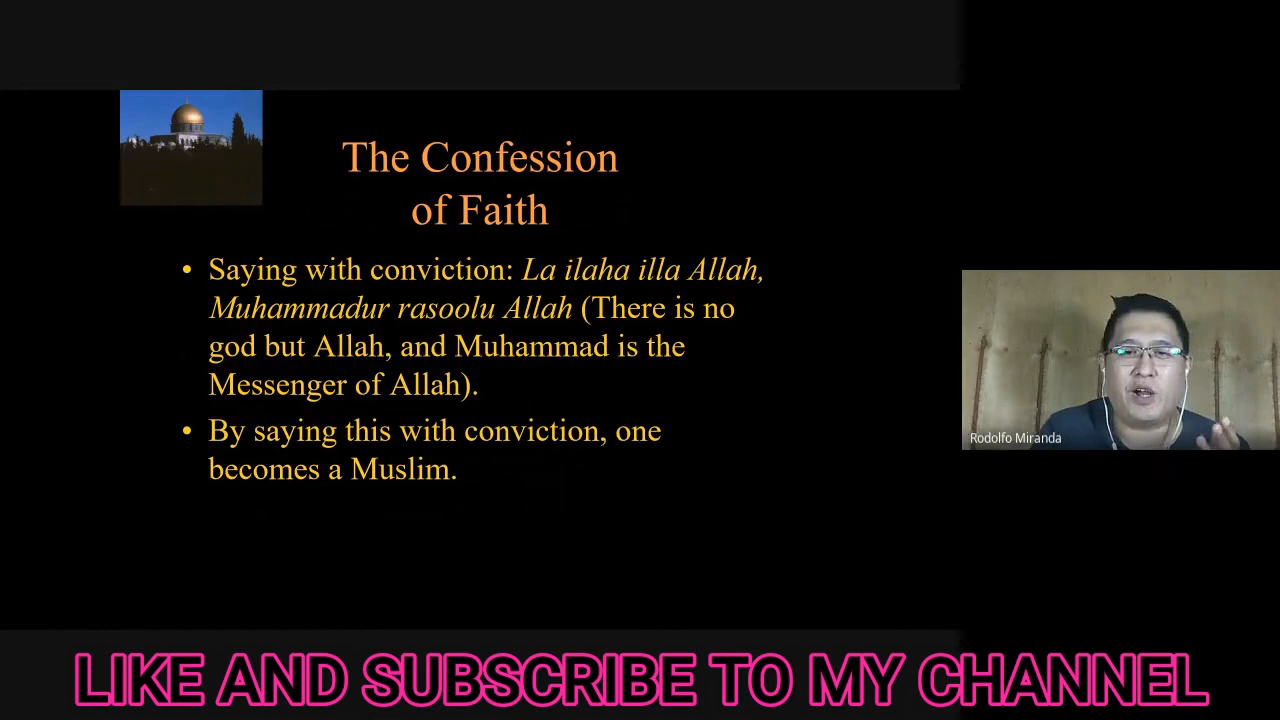 The Confession
of Faith
• Saying with conviction: La ilaha illa Allah,
Muhammadur rasoolu Allah (There is no
god but Allah, and Muhammad is the
Messenger of Allah).
• By saying this with conviction, one
becomes a Muslim.
Rodolfo Miranda
LIKE AND SUBSCRIBE TO MY CHANNEL